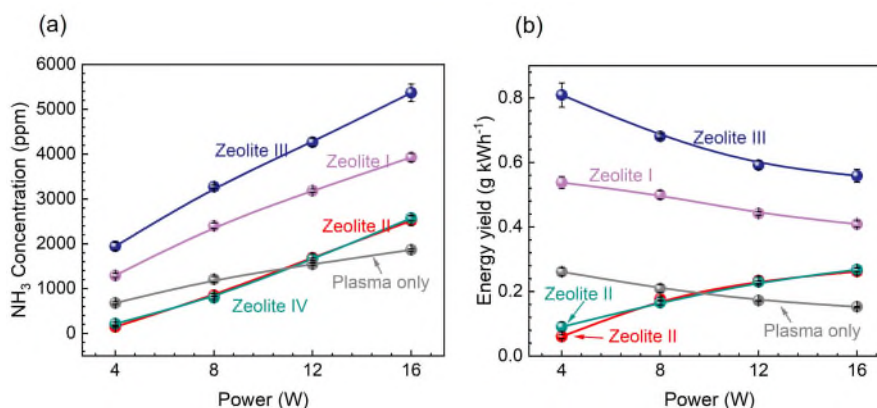 (a)
6000
5000
4000
3000
2000
1000
0
NH3 Concentration (ppm)
Zeolite III
Zeolite I
Zeolite II
Plasma only
Zeolite IV
4 8 12 16
Power (W)
(b)
1.0
0.8
0.6
0.4
0.2
0.0
Energy yield (g kWh-1)
Zeolite III
Zeolite I
Zeolite II
Plasma only
Zeolite II
4 8 12 16
Power (W)